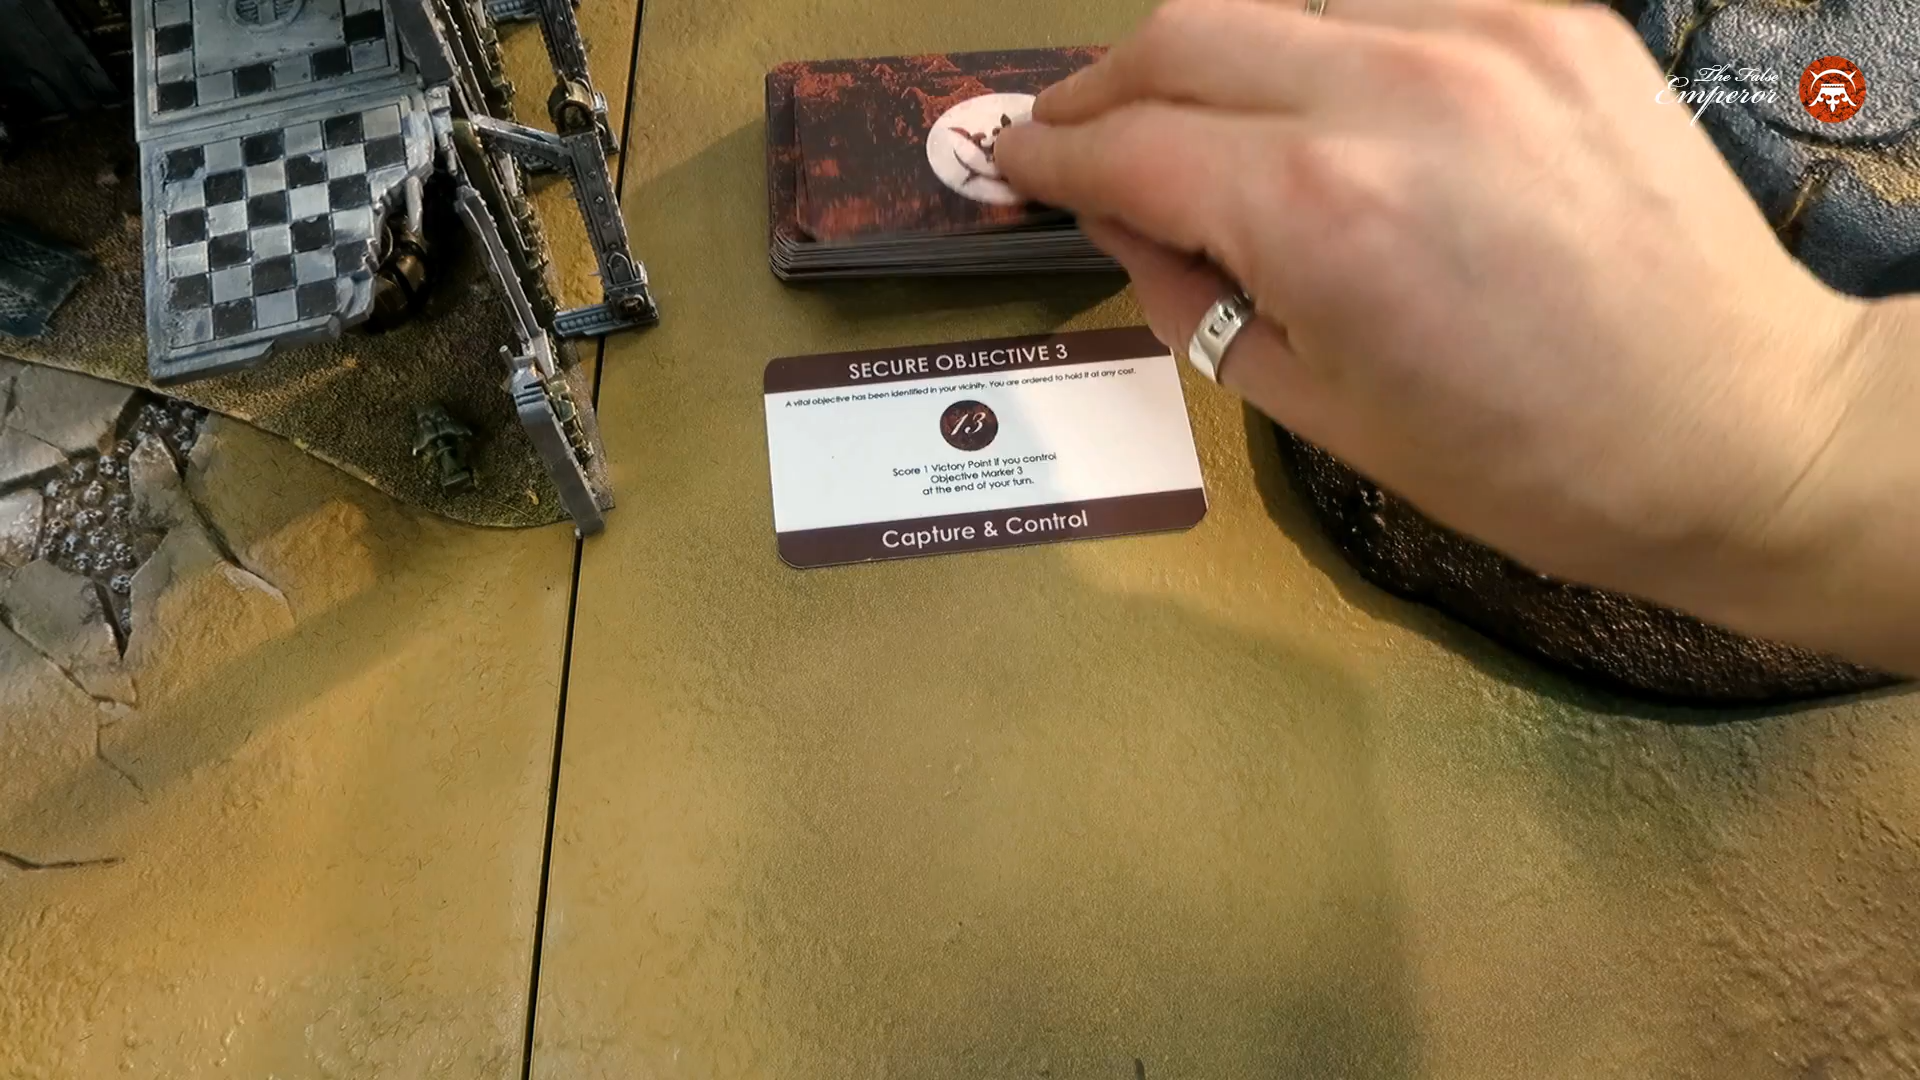 The False
Emperor
SECURE OBJECTIVE 3
A vital objective has been identified in your vicinity. You are ordered to hold it at any cost.
13
Score 1 Victory Point if you control
Objective Marker 3
at the end of your turn.
Capture & Control